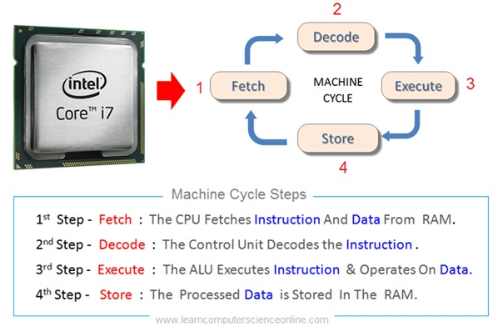 intel
Core™ i7
1
Fetch
2
Decode
MACHINE
CYCLE
Execute
3
Store
4
Machine Cycle Steps
1st Step - Fetch : The CPU Fetches Instruction And Data From RAM.
2nd Step - Decode : The Control Unit Decodes the Instruction .
3rd Step - Execute : The ALU Executes Instruction & Operates On Data.
4th Step - Store : The Processed Data is Stored In The RAM.
www.learncomputerscienceonline.com